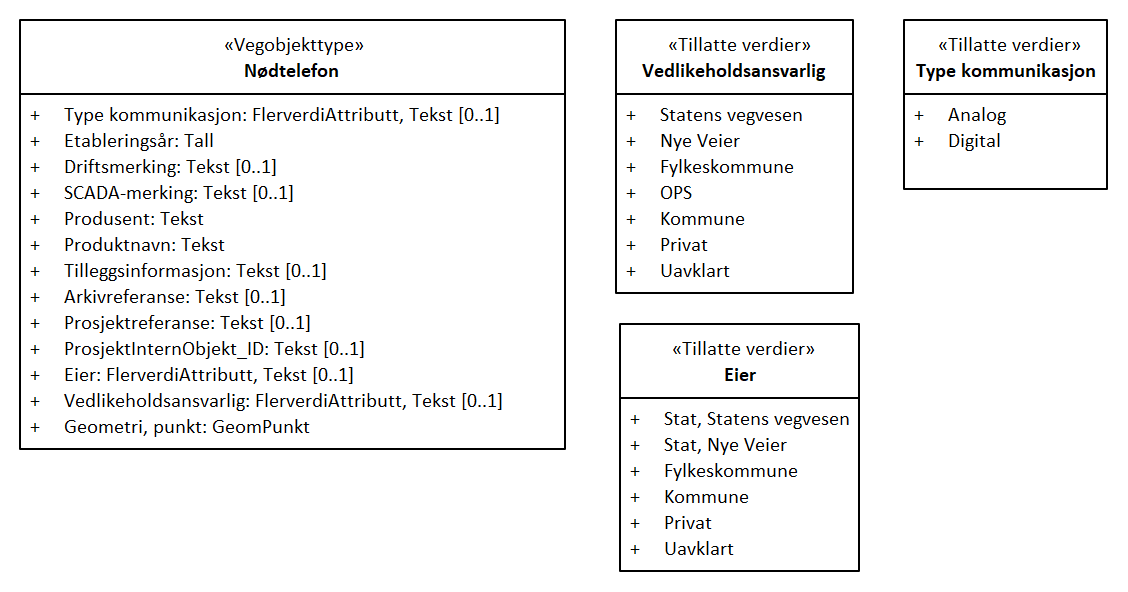 «Vegobjekttype»
Nødtelefon
+ Type kommunikasjon: FlerverdiAttributt, Tekst [0..1]
+ Etableringsår: Tall
+ Driftsmerking: Tekst [0..1]
+ SCADA-merking: Tekst [0..1]
+ Produsent: Tekst
+ Produktnavn: Tekst
+ Tilleggsinformasjon: Tekst [0..1]
+ Arkivreferanse: Tekst [0..1]
+ Prosjektreferanse: Tekst [0..1]
+ ProsjektInternObjekt_ID: Tekst [0..1]
+ Eier: FlerverdiAttributt, Tekst [0..1]
+ Vedlikeholdsansvarlig: FlerverdiAttributt, Tekst [0..1]
+ Geometri, punkt: GeomPunkt
«Tillatte verdier»
Vedlikeholdsansvarlig
+ Statens vegvesen
+ Nye Veier
+ Fylkeskommune
+ OPS
+ Kommune
+ Privat
+ Uavklart
«Tillatte verdier»
Type kommunikasjon
+ Analog
+ Digital
«Tillatte verdier»
Eier
+ Stat, Statens vegvesen
+ Stat, Nye Veier
+ Fylkeskommune
+ Kommune
+ Privat
+ Uavklart